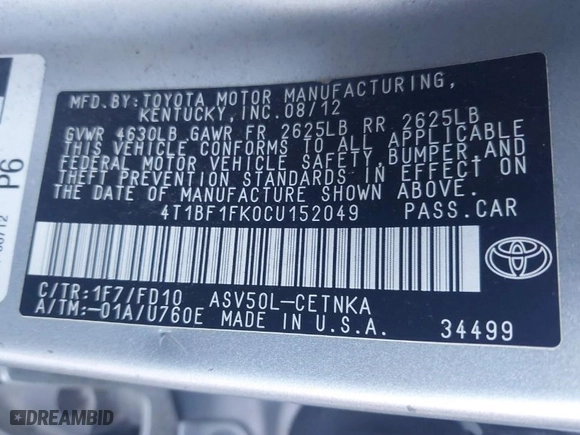 MFD.BY:TOYOTA MOTOR MANUFACTURING,
KENTUCKY, INC.08/12
GVWR 4630LB GAWR FR 2625LB RR 2625LB
THIS VEHICLE CONFORMS TO ALL APPLICABLE
FEDERAL MOTOR VEHICLE SAFETY,BUMPER,AND
THEFT PREVENTION STANDARDS IN EFFECT ON
THE DATE OF MANUFACTURE SHOWN ABOVE.
4T1BF1FK0CU152049 PASS.CAR
C/TR:1F7/FD10 ASV50L-CETNKA
A/TM:-01A/U760E MADE IN U.S.A.
34499
P6
DREAMBID